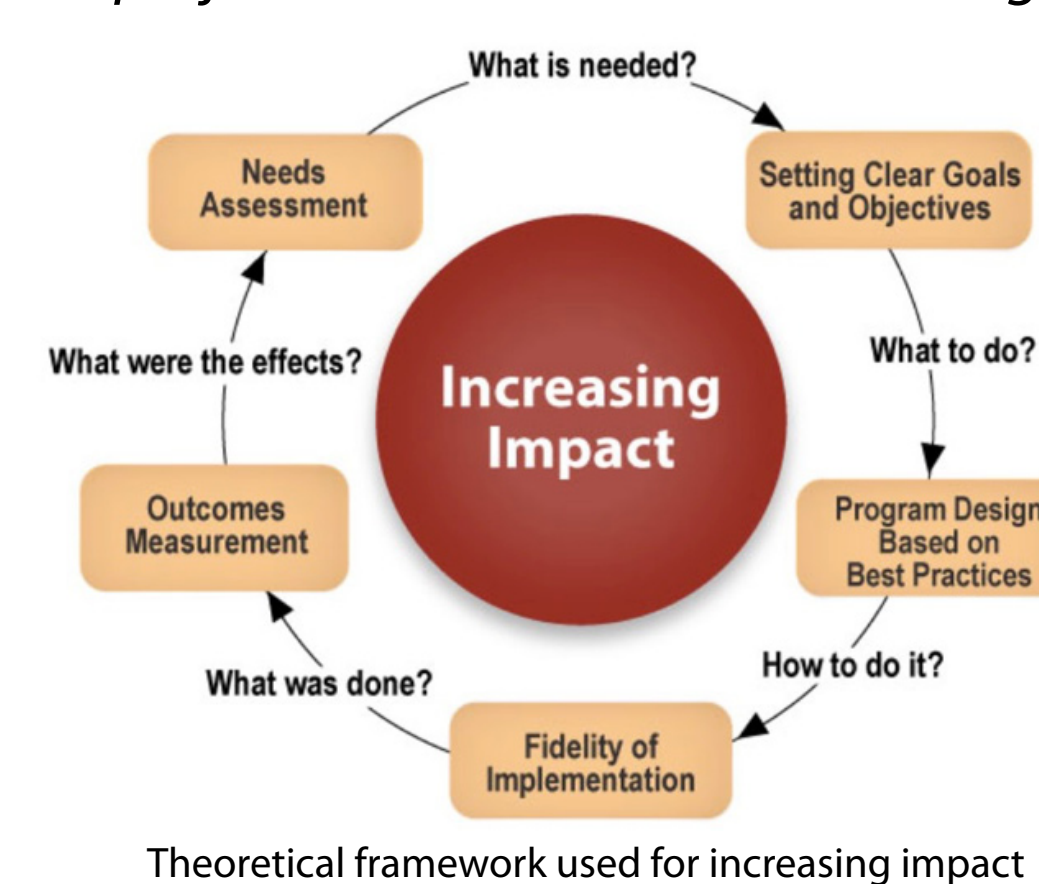 What is needed?
Needs
Assessment
Setting Clear Goals
and Objectives
What to do?
Increasing
Impact
What were the effects?
Outcomes
Measurement
Program Design
Based on
Best Practices
How to do it?
What was done?
Fidelity of
Implementation
Theoretical framework used for increasing impact